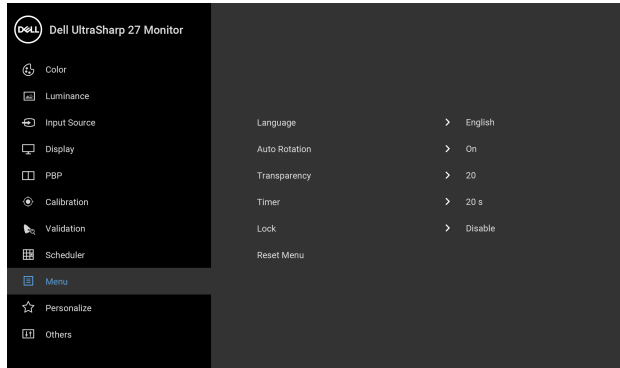 DELL Dell UltraSharp 27 Monitor
Color
Luminance
Input Source
Language English
Display
Auto Rotation On
PBP
Transparency 20
Calibration
Timer 20 s
Validation
Lock Disable
Scheduler
Reset Menu
Menu
Personalize
Others